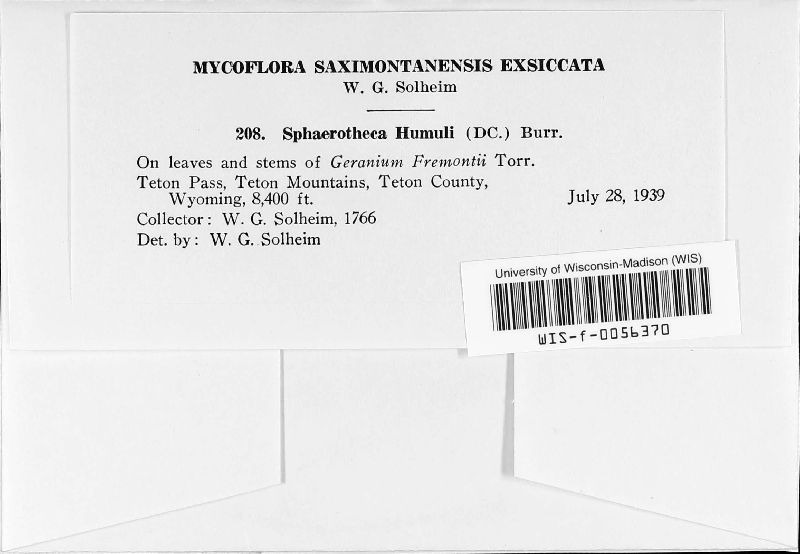 MYCOFLORA SAXIMONTANENSIS EXSICCATA
W. G. Solheim
208. Sphaerotheca Humuli (DC.) Burr.
On leaves and stems of Geranium Fremontii Torr.
Teton Pass, Teton Mountains, Teton County,
Wyoming, 8,400 ft. July 28, 1939
Collector: W. G. Solheim, 1766
Det. by: W. G. Solheim
University of Wisconsin-Madison (WIS)
WIS-f-0056370